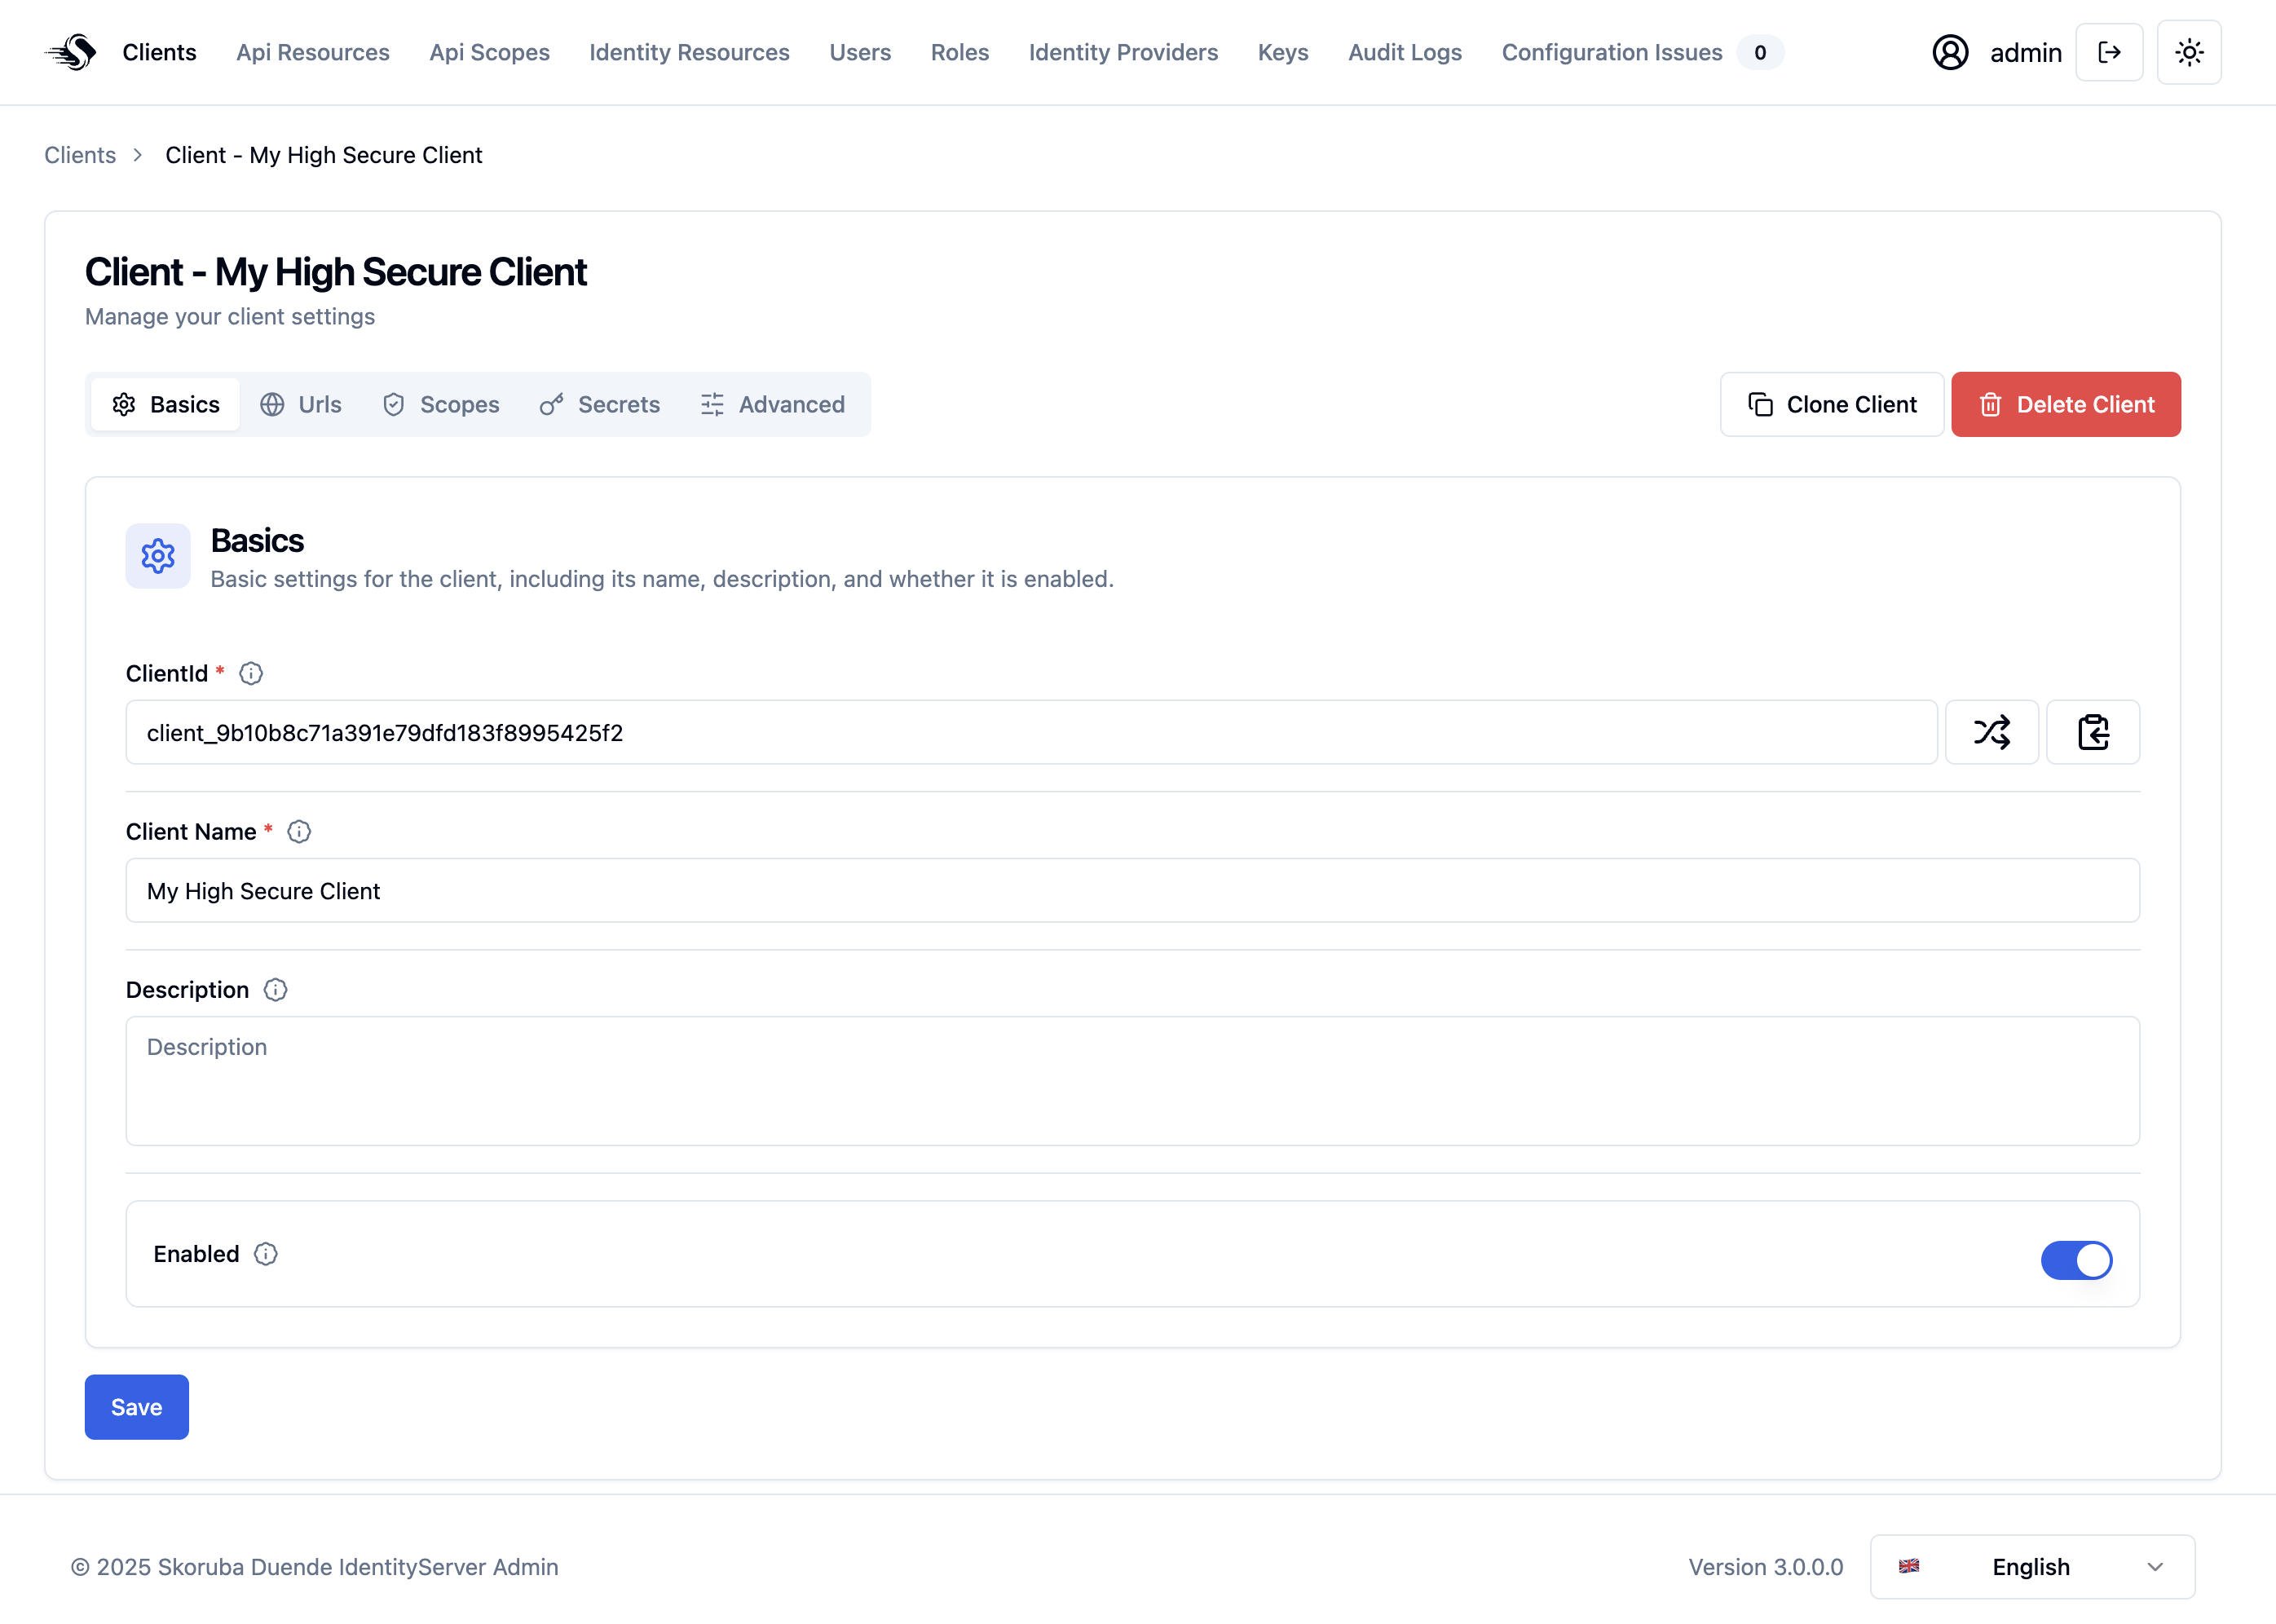 Clients Api Resources Api Scopes Identity Resources Users Roles Identity Providers Keys Audit Logs Configuration Issues 0 admin
Clients > Client - My High Secure Client
Client - My High Secure Client
Manage your client settings
Basics Urls Scopes Secrets Advanced Clone Client Delete Client
Basics
Basic settings for the client, including its name, description, and whether it is enabled.
ClientId *
client_9b10b8c71a391e79dfd183f8995425f2
Client Name *
My High Secure Client
Description
Description
Enabled
Save
© 2025 Skoruba Duende IdentityServer Admin Version 3.0.0.0 English